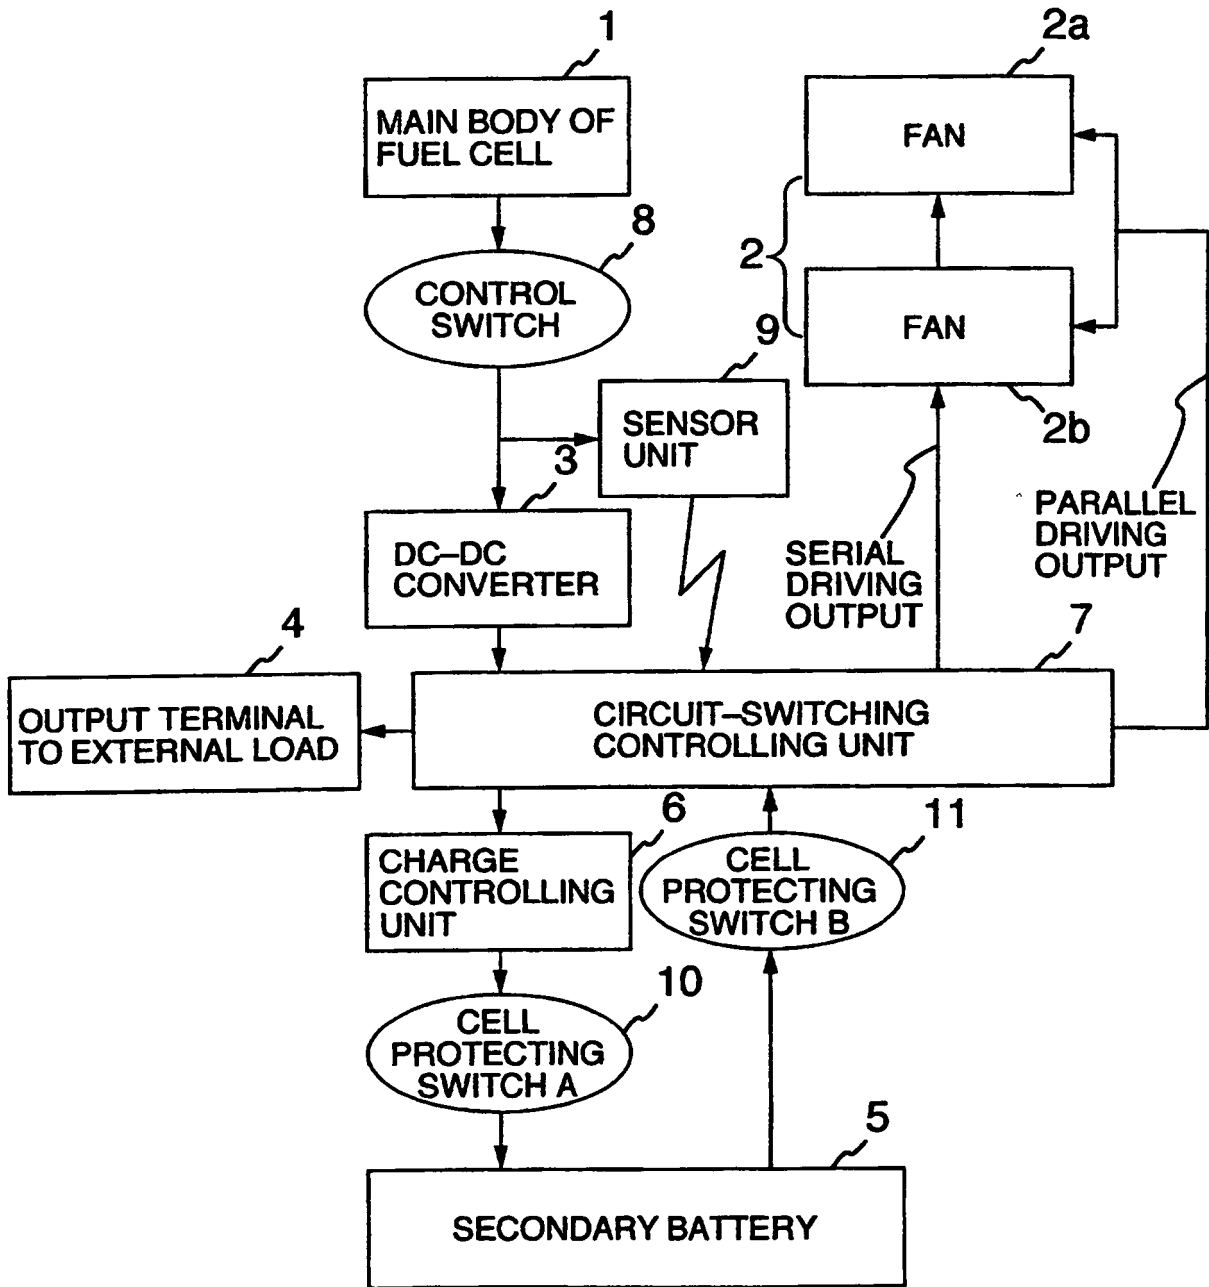 1
2a
MAIN BODY OF
FUEL CELL
FAN
8
2
CONTROL
SWITCH
FAN
9
2b
SENSOR
UNIT
3
DC–DC
CONVERTER
SERIAL
DRIVING
OUTPUT
PARALLEL
DRIVING
OUTPUT
4
7
OUTPUT TERMINAL
TO EXTERNAL LOAD
CIRCUIT–SWITCHING
CONTROLLING UNIT
6
11
CHARGE
CONTROLLING
UNIT
CELL
PROTECTING
SWITCH B
10
CELL
PROTECTING
SWITCH A
5
SECONDARY BATTERY